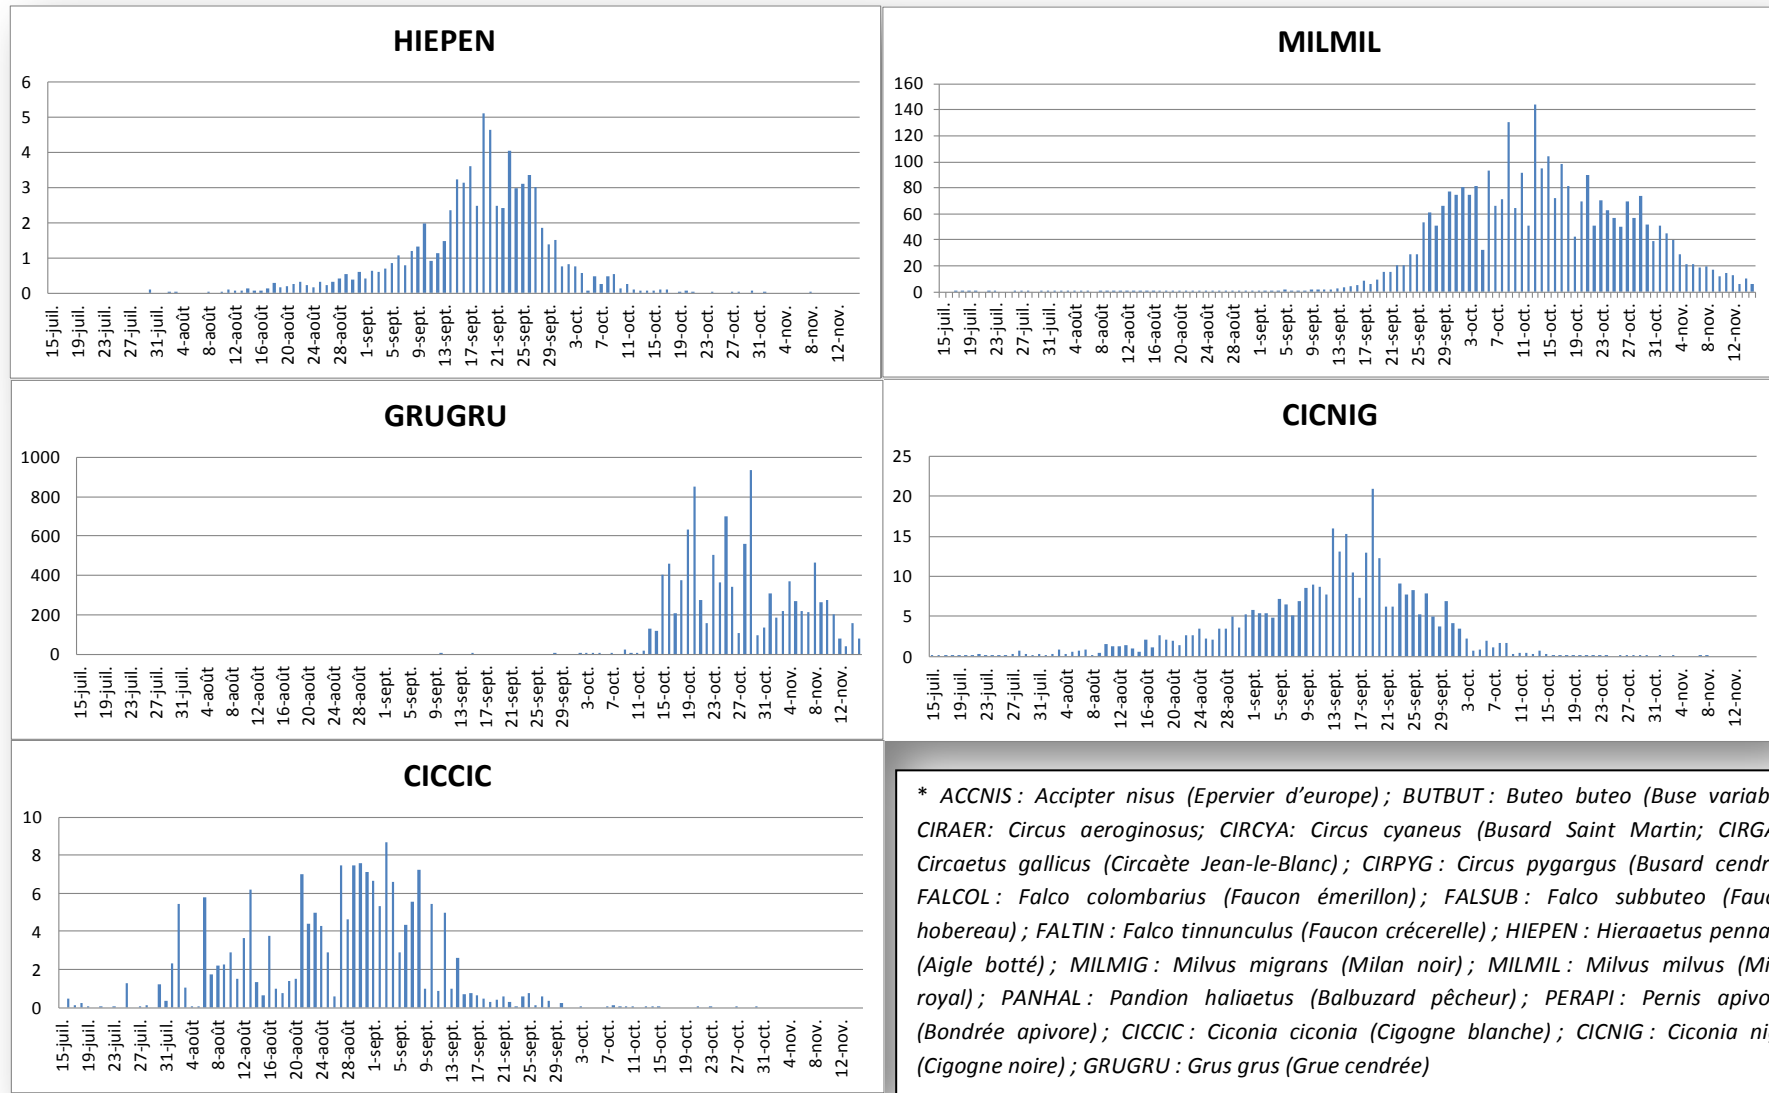 HIEPEN
6
5
4
3
2
1
0
15-juil.
19-juil.
23-juil.
27-juil.
31-juil.
4-août
8-août
12-août
16-août
20-août
24-août
28-août
1-sept.
5-sept.
9-sept.
13-sept.
17-sept.
21-sept.
25-sept.
29-sept.
3-oct.
7-oct.
11-oct.
15-oct.
19-oct.
23-oct.
27-oct.
31-oct.
4-nov.
8-nov.
12-nov.
MILMIL
160
140
120
100
80
60
40
20
0
15-juil.
19-juil.
23-juil.
27-juil.
31-juil.
4-août
8-août
12-août
16-août
20-août
24-août
28-août
1-sept.
5-sept.
9-sept.
13-sept.
17-sept.
21-sept.
25-sept.
29-sept.
3-oct.
7-oct.
11-oct.
15-oct.
19-oct.
23-oct.
27-oct.
31-oct.
4-nov.
8-nov.
12-nov.
GRUGRU
1000
800
600
400
200
0
15-juil.
19-juil.
23-juil.
27-juil.
31-juil.
4-août
8-août
12-août
16-août
20-août
24-août
28-août
1-sept.
5-sept.
9-sept.
13-sept.
17-sept.
21-sept.
25-sept.
29-sept.
3-oct.
7-oct.
11-oct.
15-oct.
19-oct.
23-oct.
27-oct.
31-oct.
4-nov.
8-nov.
12-nov.
CICNIG
25
20
15
10
5
0
15-juil.
19-juil.
23-juil.
27-juil.
31-juil.
4-août
8-août
12-août
16-août
20-août
24-août
28-août
1-sept.
5-sept.
9-sept.
13-sept.
17-sept.
21-sept.
25-sept.
29-sept.
3-oct.
7-oct.
11-oct.
15-oct.
19-oct.
23-oct.
27-oct.
31-oct.
4-nov.
8-nov.
12-nov.
CICCIC
10
8
6
4
2
0
15-juil.
19-juil.
23-juil.
27-juil.
31-juil.
4-août
8-août
12-août
16-août
20-août
24-août
28-août
1-sept.
5-sept.
9-sept.
13-sept.
17-sept.
21-sept.
25-sept.
29-sept.
3-oct.
7-oct.
11-oct.
15-oct.
19-oct.
23-oct.
27-oct.
31-oct.
4-nov.
8-nov.
12-nov.
* ACCNIS : Accipter nisus (Epervier d'europe) ; BUTBUT : Buteo buteo (Buse variab
CIRAER: Circus aeroginosus; CIRCYA: Circus cyaneus (Busard Saint Martin; CIRGA
Circaetus gallicus (Circaète Jean-le-Blanc) ; CIRPYG : Circus pygargus (Busard cendr
FALCOL : Falco colombarius (Faucon émerillon) ; FALSUB : Falco subbuteo (Fauc
hobereau) ; FALTIN : Falco tinnunculus (Faucon crécerelle) ; HIEPEN : Hieraaetus penna
(Aigle botté) ; MILMIG : Milvus migrans (Milan noir) ; MILMIL : Milvus milvus (Mi
royal) ; PANHAL : Pandion haliaetus (Balbuzard pêcheur) ; PERAPI : Pernis apivo
(Bondrée apivore) ; CICCIC : Ciconia ciconia (Cigogne blanche) ; CICNIG : Ciconia ni
(Cigogne noire) ; GRUGRU : Grus grus (Grue cendrée)